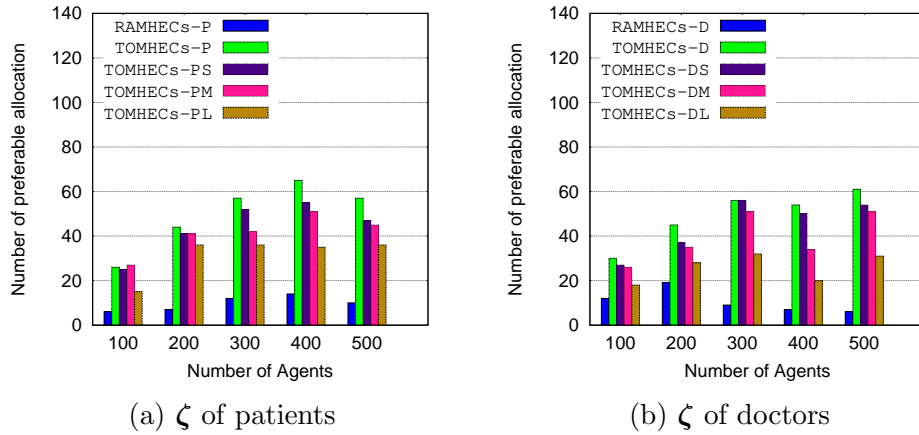 Number of preferable allocation
140
120
100
80
60
40
20
0
RAMHECs-P
TOMHECs-P
TOMHECs-PS
TOMHECs-PM
TOMHECs-PL
100 200 300 400 500
Number of Agents
(a) ζ of patients
Number of preferable allocation
140
120
100
80
60
40
20
0
RAMHECs-D
TOMHECs-D
TOMHECs-DS
TOMHECs-DM
TOMHECs-DL
100 200 300 400 500
Number of Agents
(b) ζ of doctors